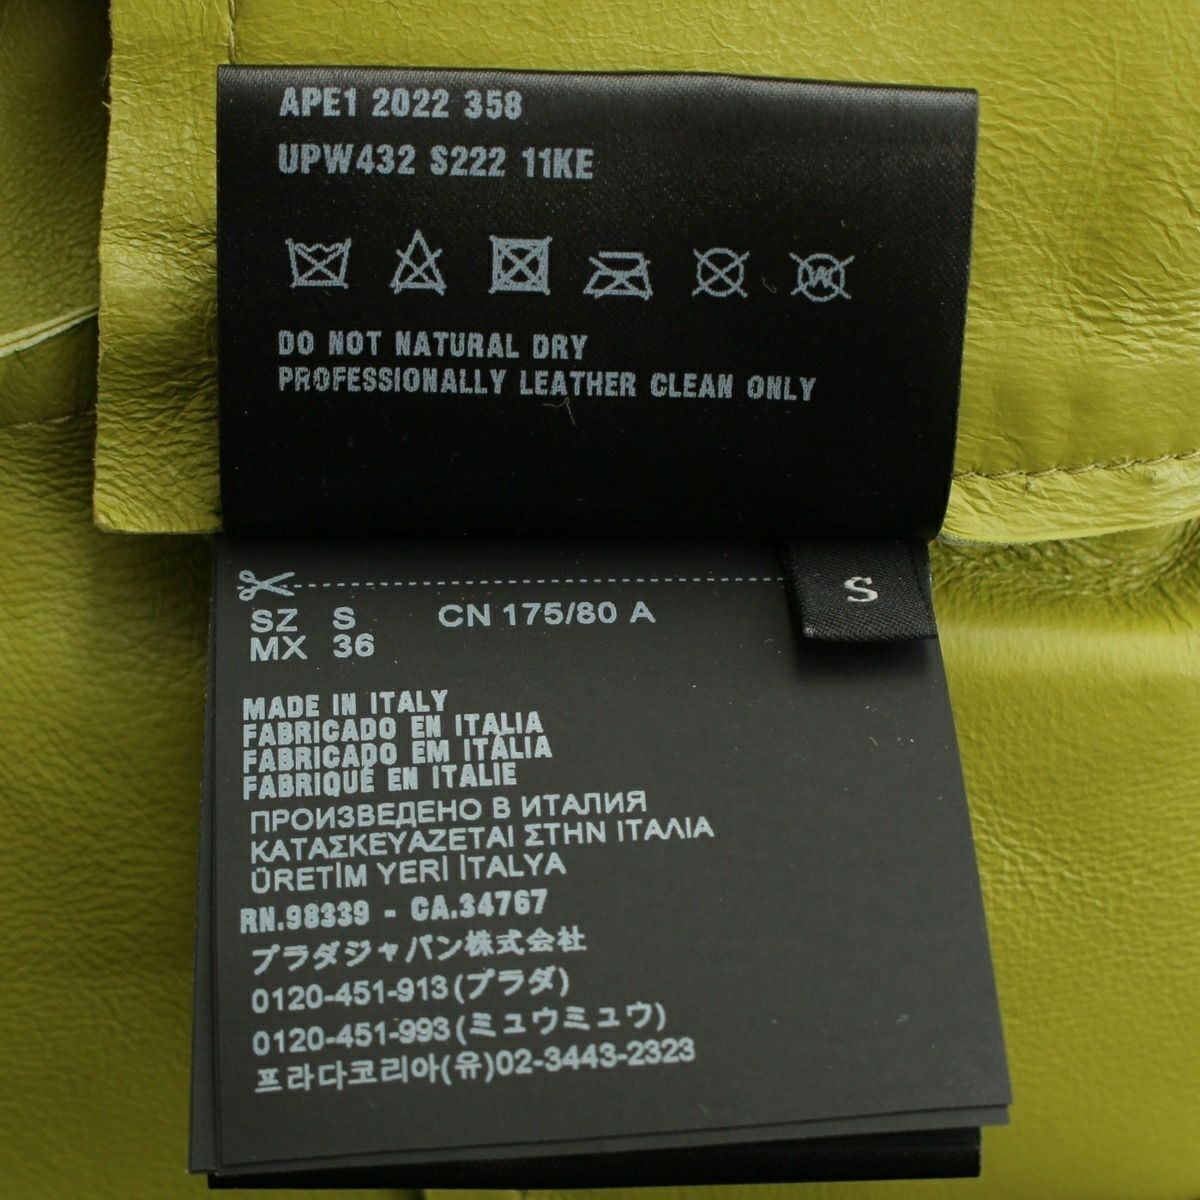 APE1 2022 358
UPW432 S222 11KE
DO NOT NATURAL DRY
PROFESSIONALLY LEATHER CLEAN ONLY
S
SZ S CN 175/80 A
MX 36
MADE IN ITALY
FABRICADO EN ITALIA
FABRICADO EM ITÁLIA
FABRIQUÉ EN ITALIE
ПРОИЗВЕДЕНО В ИТАЛИЯ
ΚΑΤΑΣΚΕΥΑΖΕΤΑΙ ΣΤΗΝ ΙΤΑΛΙΑ
ÜRETİM YERİ İTALYA
RN.98339 - CA.34767
プラダジャパン株式会社
0120-451-913(プラダ)
0120-451-993(ミュウミュウ)
프라다코리아(유)02-3443-2323